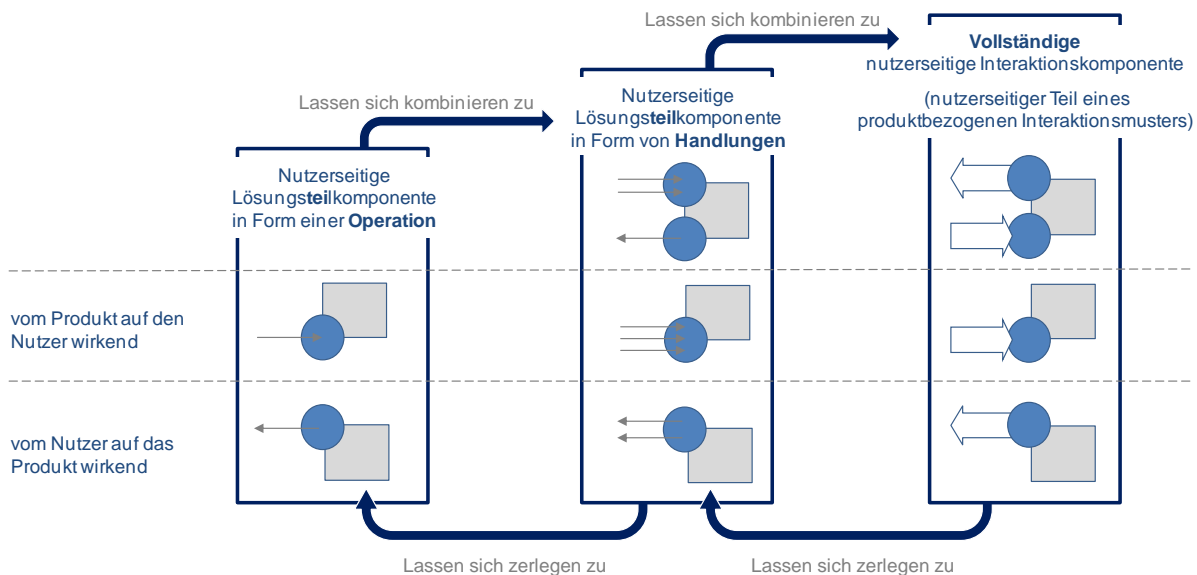 Lassen sich kombinieren zu
Vollständige
nutzerseitige Interaktionskomponente
(nutzerseitiger Teil eines
produktbezogenen Interaktionsmusters)
Lassen sich kombinieren zu
Nutzerseitige
Lösungsteilkomponente
in Form von Handlungen
Nutzerseitige
Lösungsteilkomponente
in Form einer Operation
vom Produkt auf den
Nutzer wirkend
vom Nutzer auf das
Produkt wirkend
Lassen sich zerlegen zu
Lassen sich zerlegen zu